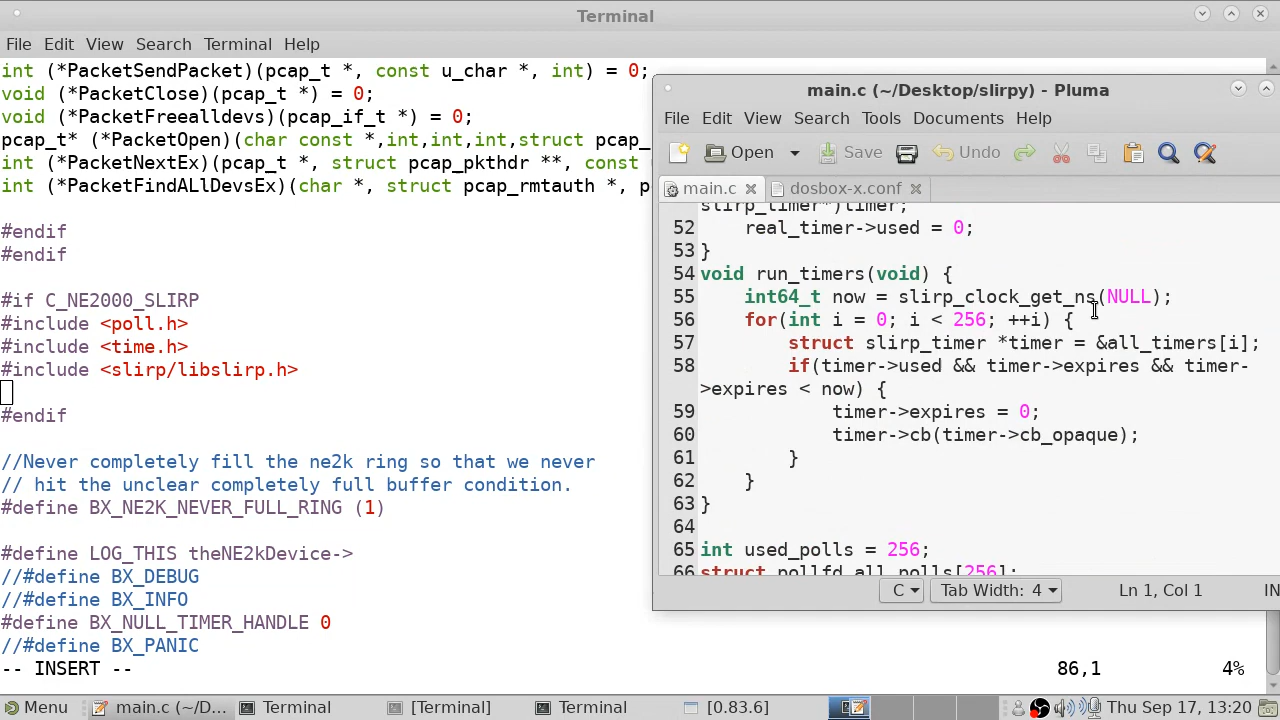 Terminal
File Edit View Search Terminal Help
int (*PacketSendPacket)(pcap_t *, const u_char *, int) = 0;
void (*PacketClose)(pcap_t *) = 0;
void (*PacketFreealldevs)(pcap_if_t *) = 0;
pcap_t* (*PacketOpen)(char const *,int,int,int,struct pcap_
int (*PacketNextEx)(pcap_t *, struct pcap_pkthdr **, const
int (*PacketFindALlDevsEx)(char *, struct pcap_rmtauth *, p
#endif
#endif
#if C_NE2000_SLIRP
#include <poll.h>
#include <time.h>
#include <slirp/libslirp.h>
#endif
//Never completely fill the ne2k ring so that we never
// hit the unclear completely full buffer condition.
#define BX_NE2K_NEVER_FULL_RING (1)
#define LOG_THIS theNE2kDevice->
//#define BX_DEBUG
//#define BX_INFO
#define BX_NULL_TIMER_HANDLE 0
//#define BX_PANIC
-- INSERT -- 86,1 4%
main.c (~/Desktop/slirpy) - Pluma
File Edit View Search Tools Documents Help
Open Save Undo
main.c dosbox-x.conf
slirp_timer*)timer;
52 real_timer->used = 0;
53 }
54 void run_timers(void) {
55 int64_t now = slirp_clock_get_ns(NULL);
56 for(int i = 0; i < 256; ++i) {
57 struct slirp_timer *timer = &all_timers[i];
58 if(timer->used && timer->expires && timer-
>expires < now) {
59 timer->expires = 0;
60 timer->cb(timer->cb_opaque);
61 }
62 }
63 }
64
65 int used_polls = 256;
66 struct pollfd all_polls[256];
C Tab Width: 4 Ln 1, Col 1 IN
Menu main.c (~/D... Terminal [Terminal] Terminal [0.83.6] Thu Sep 17, 13:20